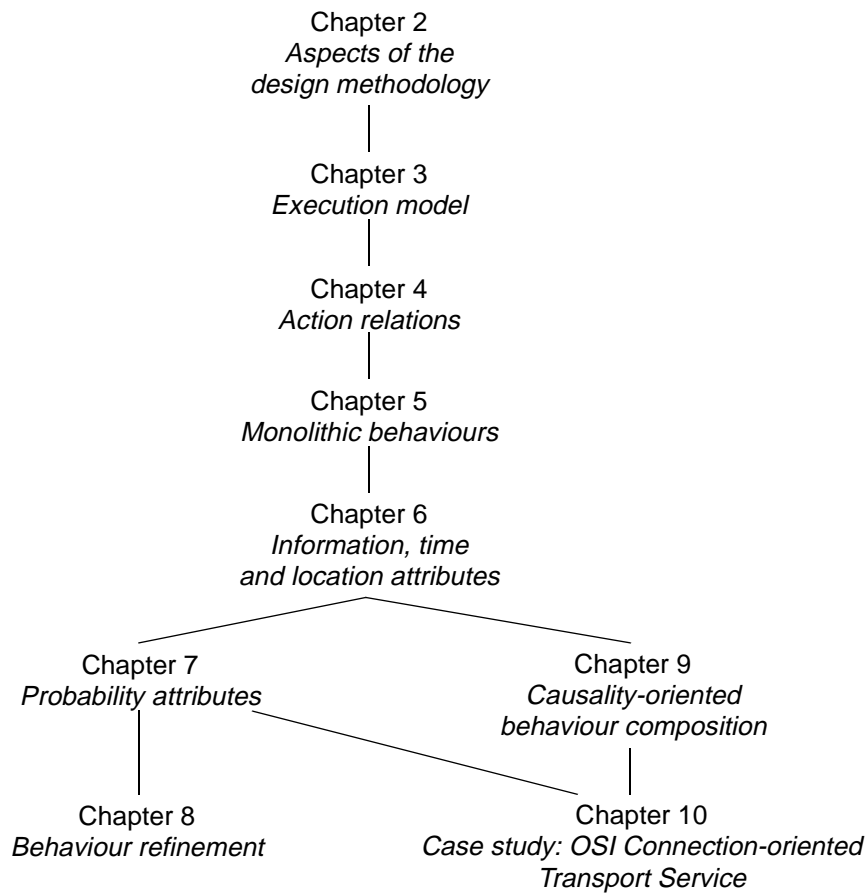 Chapter 2
Aspects of the
design methodology
Chapter 3
Execution model
Chapter 4
Action relations
Chapter 5
Monolithic behaviours
Chapter 6
Information, time
and location attributes
Chapter 7
Probability attributes
Chapter 9
Causality-oriented
behaviour composition
Chapter 8
Behaviour refinement
Chapter 10
Case study: OSI Connection-oriented
Transport Service